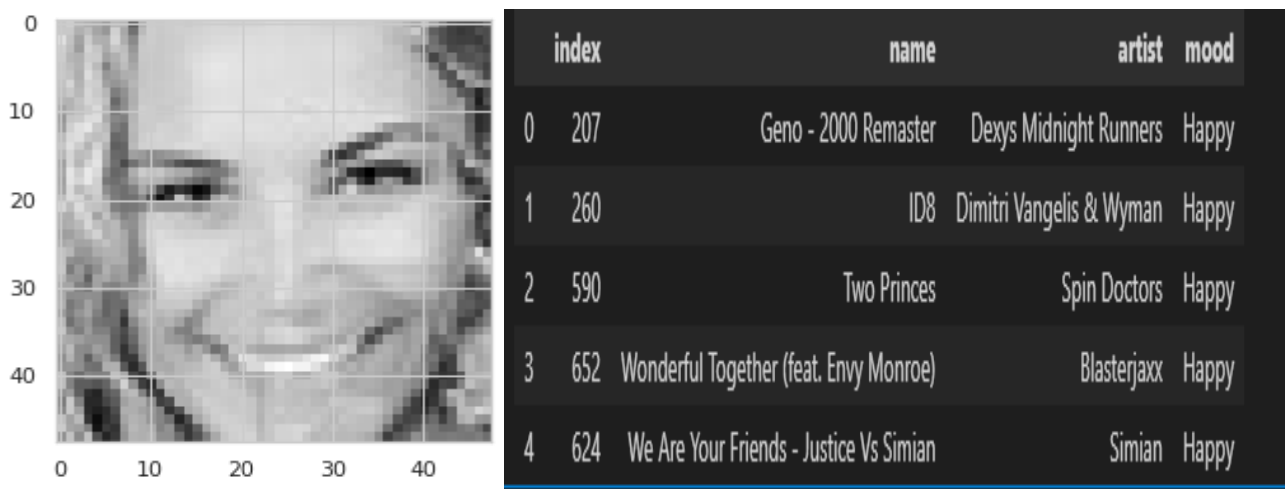 0
10
20
30
40
0 10 20 30 40
index name artist mood
0 207 Geno - 2000 Remaster Dexys Midnight Runners Happy
1 260 ID8 Dimitri Vangelis & Wyman Happy
2 590 Two Princes Spin Doctors Happy
3 652 Wonderful Together (feat. Envy Monroe) Blasterjaxx Happy
4 624 We Are Your Friends - Justice Vs Simian Simian Happy